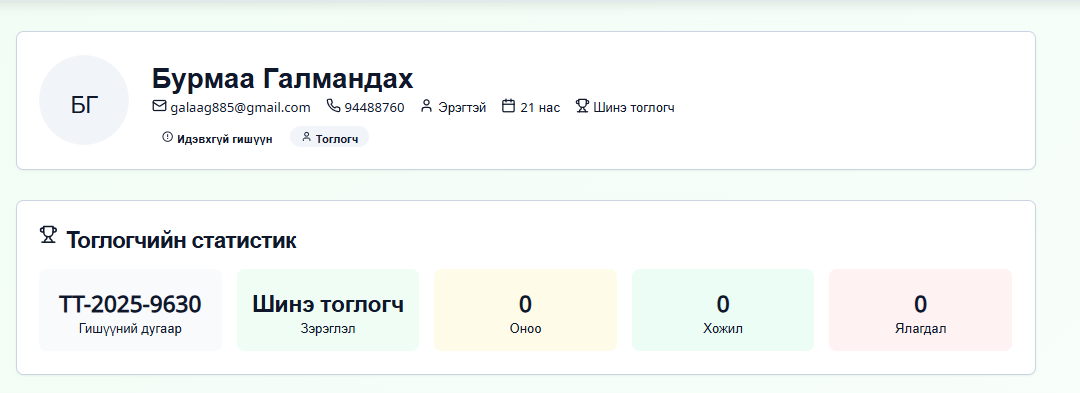 БГ
Бурмаа Галмандах
galaag885@gmail.com 94488760 Эрэгтэй 21 нас Шинэ тоглогч
Идэвхгүй гишүүн Тоглогч
Тоглогчийн статистик
TT-2025-9630 Шинэ тоглогч 0 0 0
Гишүүний дугаар Зэрэглэл Оноо Хожил Ялагдал